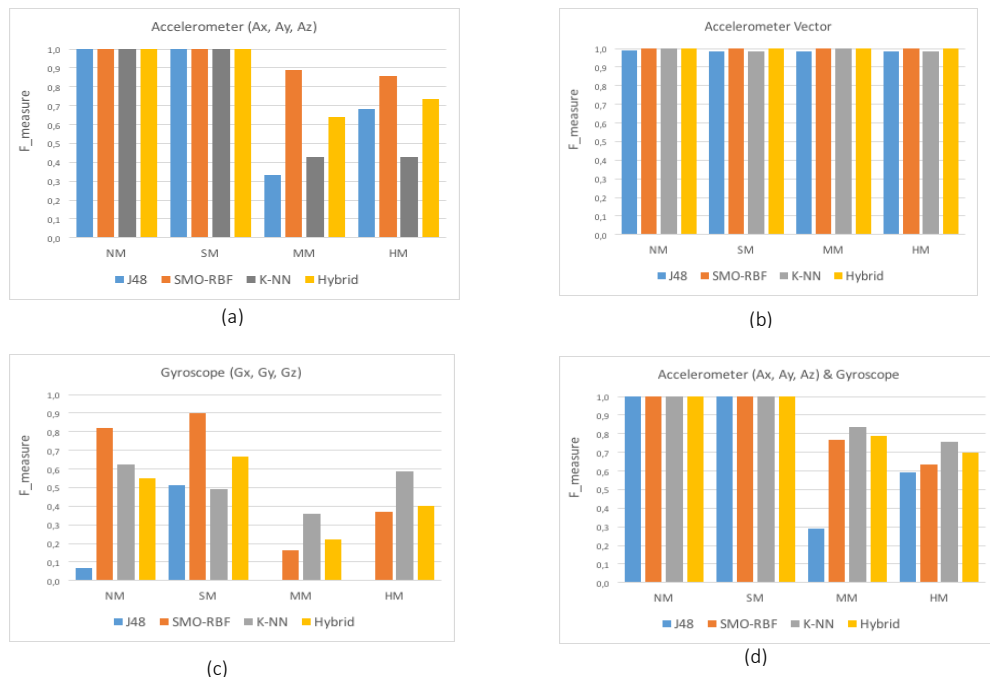 Accelerometer (Ax, Ay, Az)
F_measure
1,0
0,9
0,8
0,7
0,6
0,5
0,4
0,3
0,2
0,1
0,0
NM SM MM HM
J48 SMO-RBF K-NN Hybrid
(a)
Accelerometer Vector
F_measure
1,0
0,9
0,8
0,7
0,6
0,5
0,4
0,3
0,2
0,1
0,0
NM SM MM HM
J48 SMO-RBF K-NN Hybrid
(b)
Gyroscope (Gx, Gy, Gz)
F_measure
1,0
0,9
0,8
0,7
0,6
0,5
0,4
0,3
0,2
0,1
0,0
NM SM MM HM
J48 SMO-RBF K-NN Hybrid
(c)
Accelerometer (Ax, Ay, Az) & Gyroscope
F_measure
1,0
0,9
0,8
0,7
0,6
0,5
0,4
0,3
0,2
0,1
0,0
NM SM MM HM
J48 SMO-RBF K-NN Hybrid
(d)